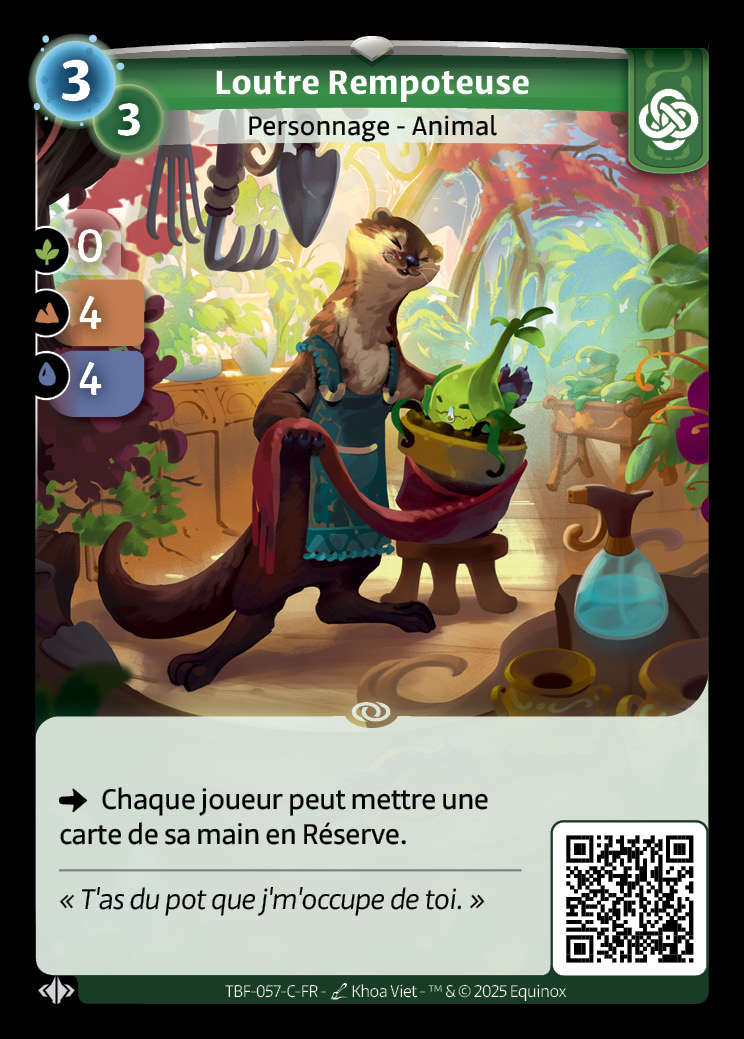 3
Loutre Rempoteuse
3
Personnage - Animal
0
4
4
Chaque joueur peut mettre une
carte de sa main en Réserve.
« T'as du pot que j'm'occupe de toi. »
TBF-057-C-FR - Khoa Viet - ™ & © 2025 Equinox